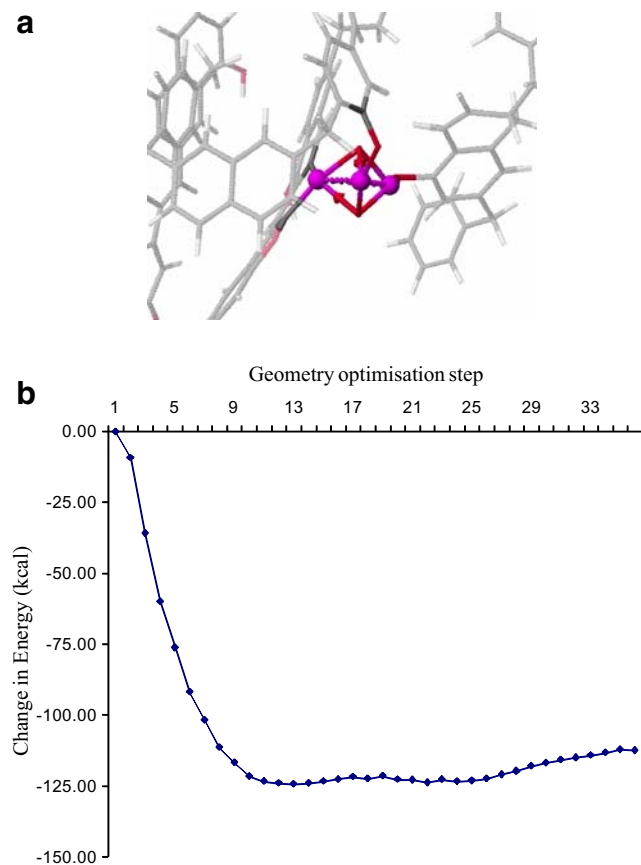 a
b
Geometry optimisation step
1 5 9 13 17 21 25 29 33
0.00
-25.00
-50.00
-75.00
-100.00
-125.00
-150.00
Change in Energy (kcal)